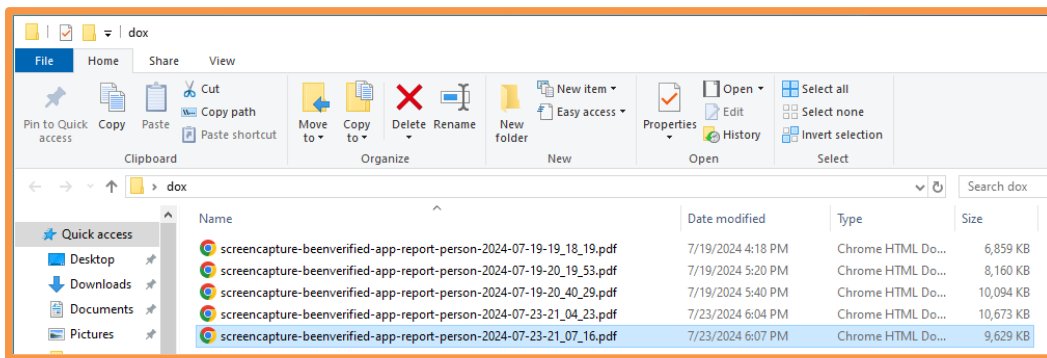 dox
File Home Share View
Pin to Quick access Copy Paste Cut Copy path Paste shortcut Move to Copy to Delete Rename New folder New item Easy access Properties Open Edit History Select all Select none Invert selection
Clipboard Organize New Open Select
dox Search dox
Name Date modified Type Size
Quick access
Desktop
Downloads
Documents
Pictures
screencapture-beenverified-app-report-person-2024-07-19-19_18_19.pdf 7/19/2024 4:18 PM Chrome HTML Do... 6,859 KB
screencapture-beenverified-app-report-person-2024-07-19-20_19_53.pdf 7/19/2024 5:20 PM Chrome HTML Do... 8,160 KB
screencapture-beenverified-app-report-person-2024-07-19-20_40_29.pdf 7/19/2024 5:40 PM Chrome HTML Do... 10,094 KB
screencapture-beenverified-app-report-person-2024-07-23-21_04_23.pdf 7/23/2024 6:04 PM Chrome HTML Do... 10,673 KB
screencapture-beenverified-app-report-person-2024-07-23-21_07_16.pdf 7/23/2024 6:07 PM Chrome HTML Do... 9,629 KB